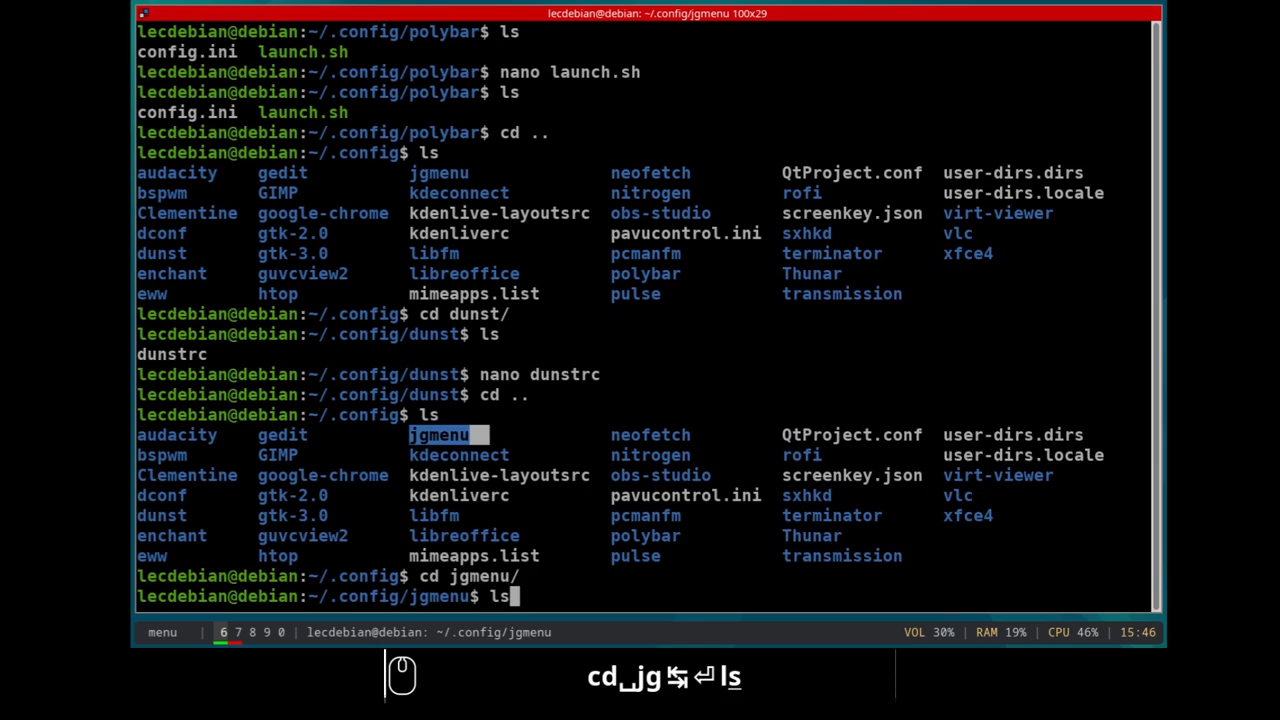 lecdebian@debian: ~/.config/jgmenu 100x29
lecdebian@debian:~/.config/polybar$ ls
config.ini  launch.sh
lecdebian@debian:~/.config/polybar$ nano launch.sh
lecdebian@debian:~/.config/polybar$ ls
config.ini  launch.sh
lecdebian@debian:~/.config/polybar$ cd ..
lecdebian@debian:~/.config$ ls
audacity    gedit          jgmenu              neofetch         QtProject.conf  user-dirs.dirs
bspwm       GIMP           kdeconnect          nitrogen         rofi            user-dirs.locale
Clementine  google-chrome  kdenlive-layoutsrc  obs-studio       screenkey.json  virt-viewer
dconf       gtk-2.0        kdenliverc          pavucontrol.ini  sxhkd           vlc
dunst       gtk-3.0        libfm               pcmanfm          terminator      xfce4
enchant     guvcview2      libreoffice         polybar          Thunar
eww         htop           mimeapps.list       pulse            transmission
lecdebian@debian:~/.config$ cd dunst/
lecdebian@debian:~/.config/dunst$ ls
dunstrc
lecdebian@debian:~/.config/dunst$ nano dunstrc
lecdebian@debian:~/.config/dunst$ cd ..
lecdebian@debian:~/.config$ ls
audacity    gedit          jgmenu              neofetch         QtProject.conf  user-dirs.dirs
bspwm       GIMP           kdeconnect          nitrogen         rofi            user-dirs.locale
Clementine  google-chrome  kdenlive-layoutsrc  obs-studio       screenkey.json  virt-viewer
dconf       gtk-2.0        kdenliverc          pavucontrol.ini  sxhkd           vlc
dunst       gtk-3.0        libfm               pcmanfm          terminator      xfce4
enchant     guvcview2      libreoffice         polybar          Thunar
eww         htop           mimeapps.list       pulse            transmission
lecdebian@debian:~/.config$ cd jgmenu/
lecdebian@debian:~/.config/jgmenu$ ls
menu | 6 7 8 9 0 | lecdebian@debian: ~/.config/jgmenu VOL 30% | RAM 19% | CPU 46% | 15:46
cd␣jg↹⏎ls